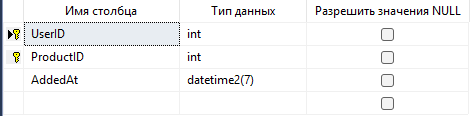 Имя столбца Тип данных Разрешить значения NULL
UserID int
ProductID int
AddedAt datetime2(7)